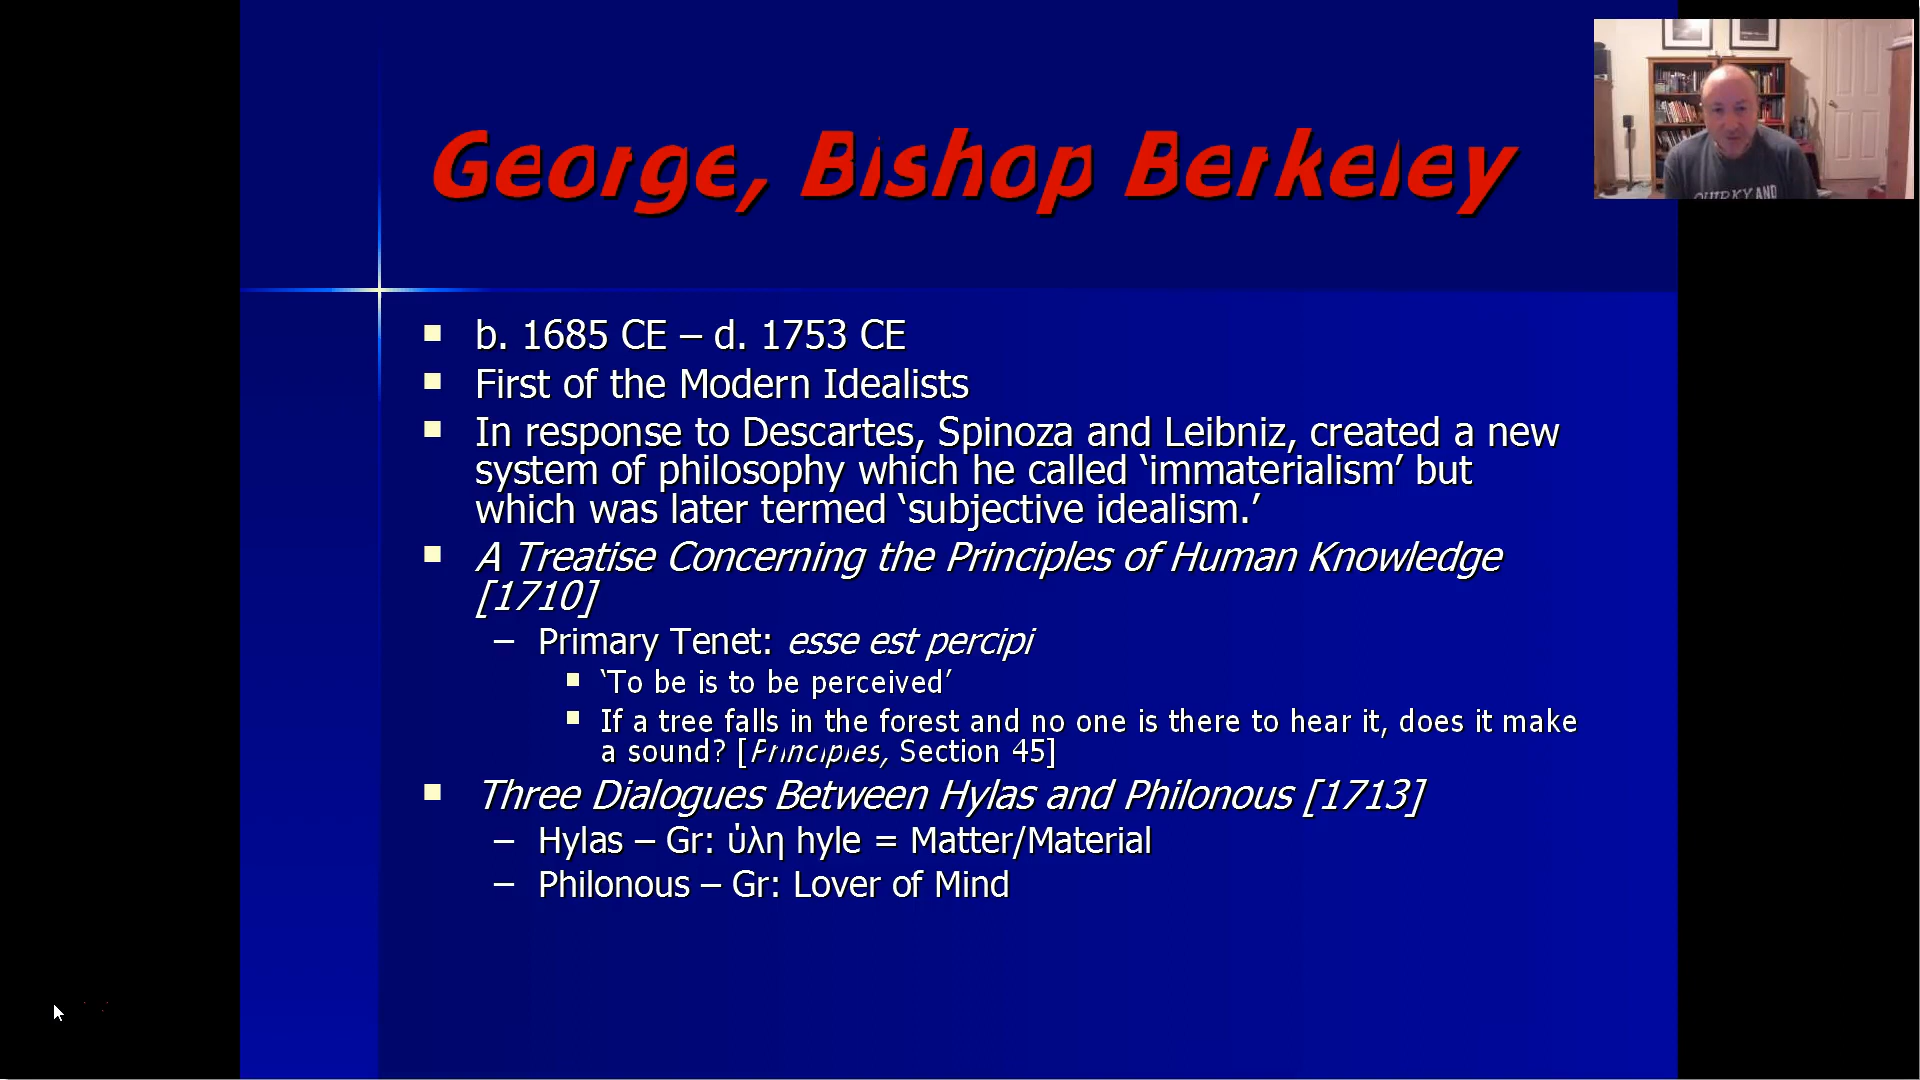 George, Bishop Berkeley
QUIRKY AND
b. 1685 CE – d. 1753 CE
First of the Modern Idealists
In response to Descartes, Spinoza and Leibniz, created a new
system of philosophy which he called ‘immaterialism’ but
which was later termed ‘subjective idealism.’
A Treatise Concerning the Principles of Human Knowledge
[1710]
– Primary Tenet: esse est percipi
‘To be is to be perceived’
If a tree falls in the forest and no one is there to hear it, does it make
a sound? [Principles, Section 45]
Three Dialogues Between Hylas and Philonous [1713]
– Hylas – Gr: ὑλη hyle = Matter/Material
– Philonous – Gr: Lover of Mind